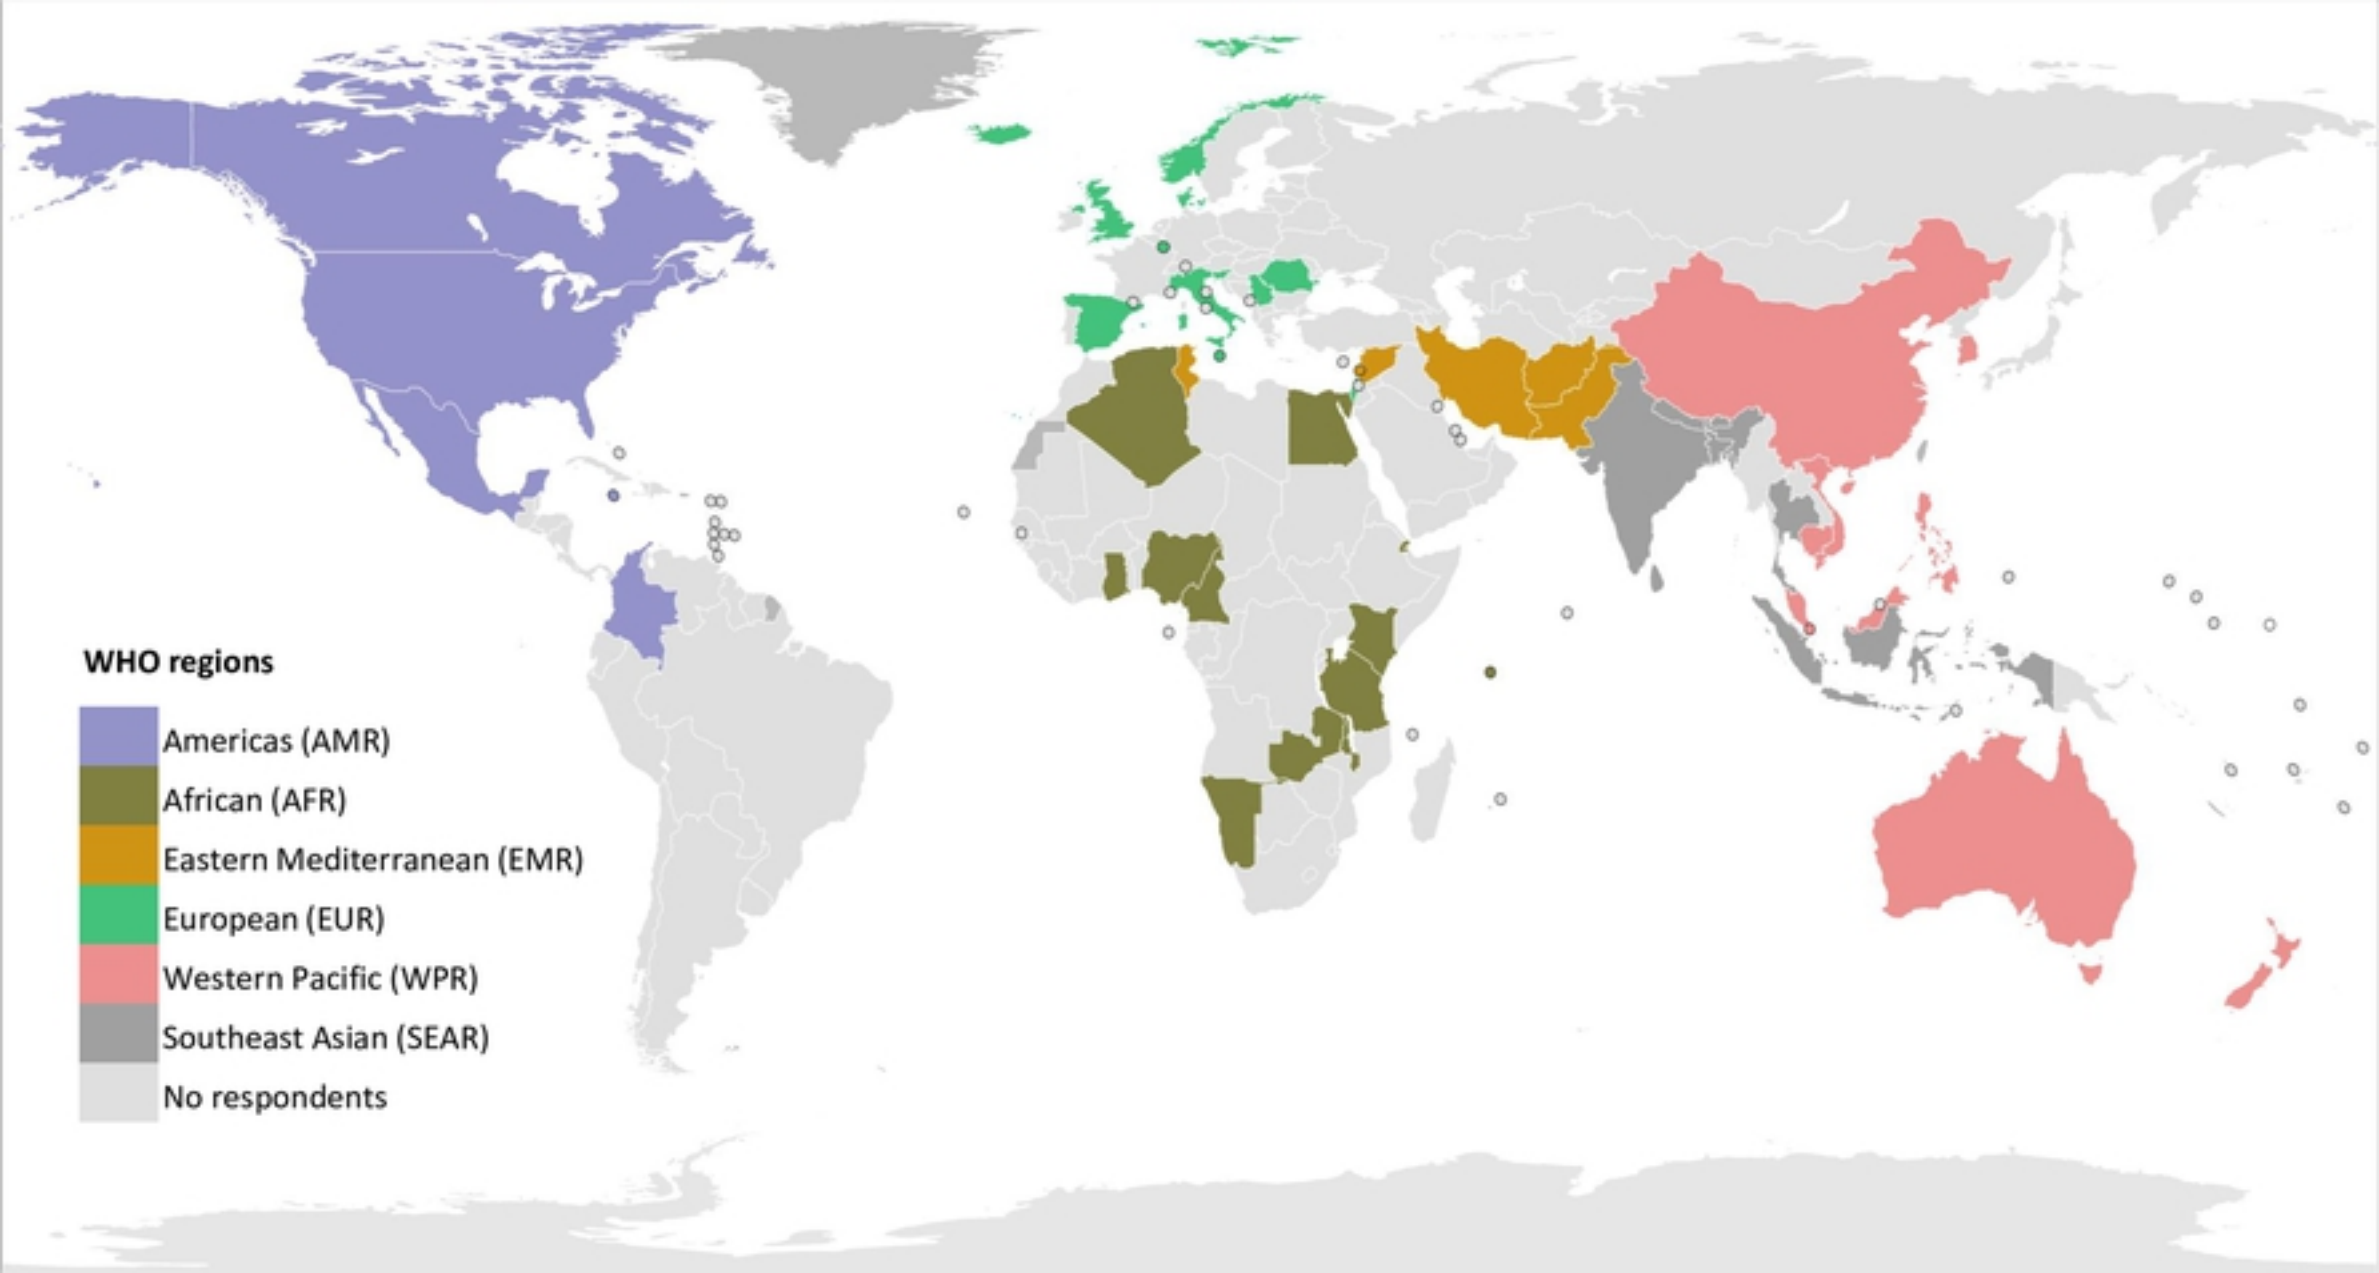 WHO regions
Americas (AMR)
African (AFR)
Eastern Mediterranean (EMR)
European (EUR)
Western Pacific (WPR)
Southeast Asian (SEAR)
No respondents